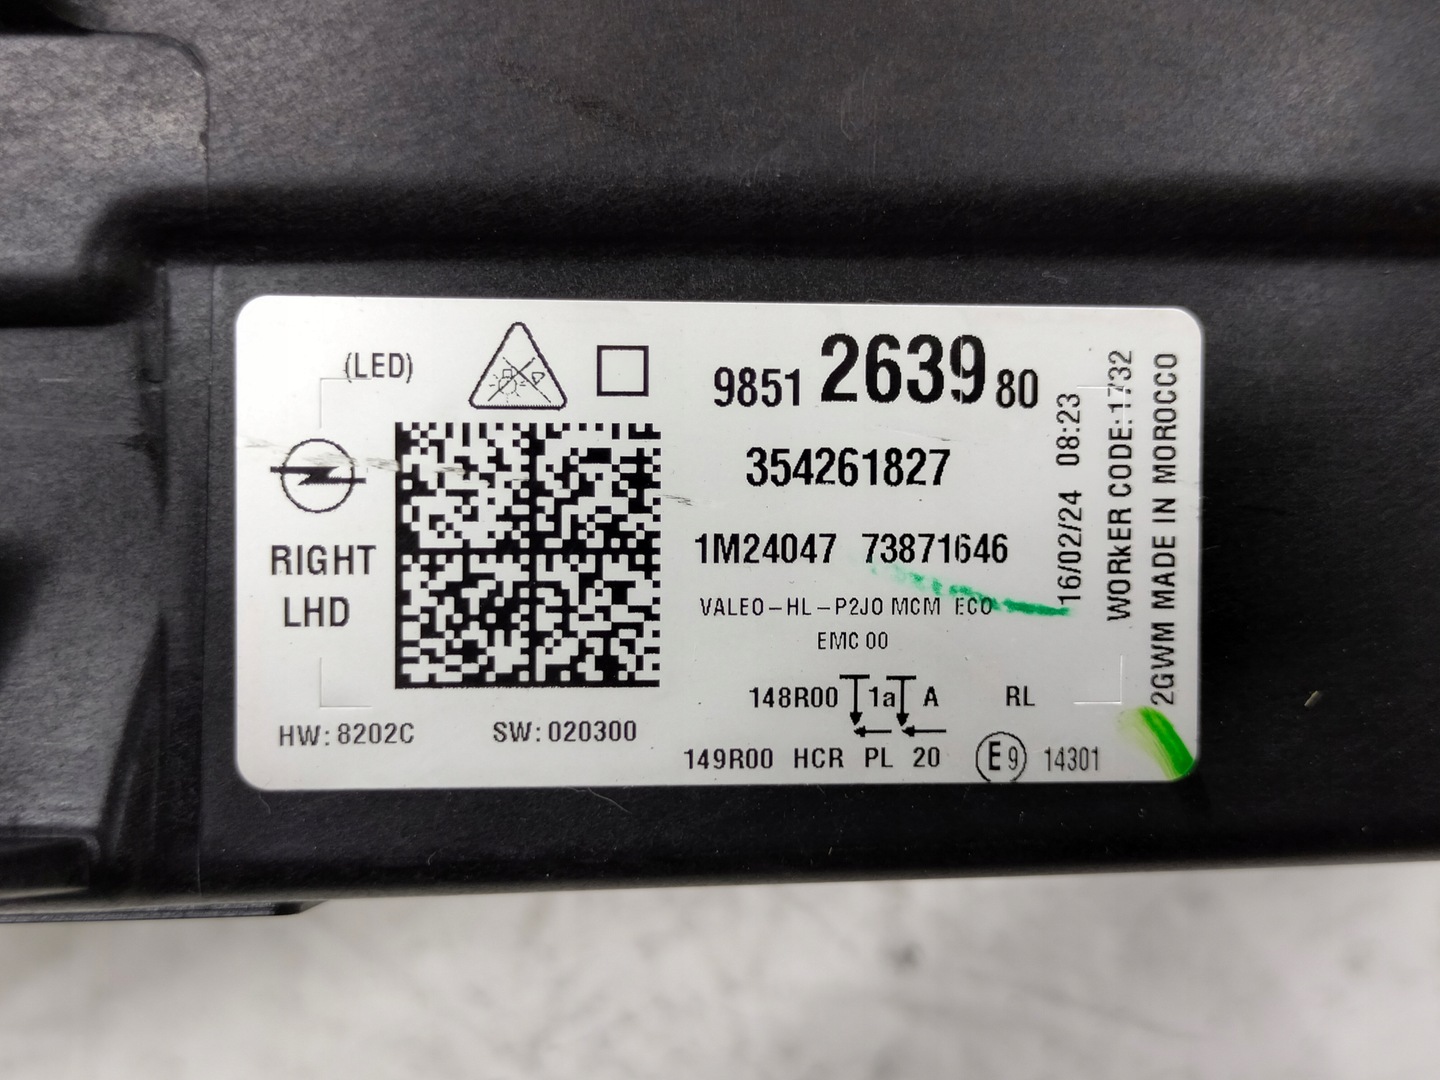 (LED)
98512639 80
354261827
1M24047 73871646
VALEO-HL-P2JO MCM ECO
EMC 00
RIGHT
LHD
HW: 8202C
SW: 020300
148R00 1a A RL
149R00 HCR PL 20 E9 14301
16/02/24 08:23
WORKER CODE:1732
2GWM MADE IN MOROCCO